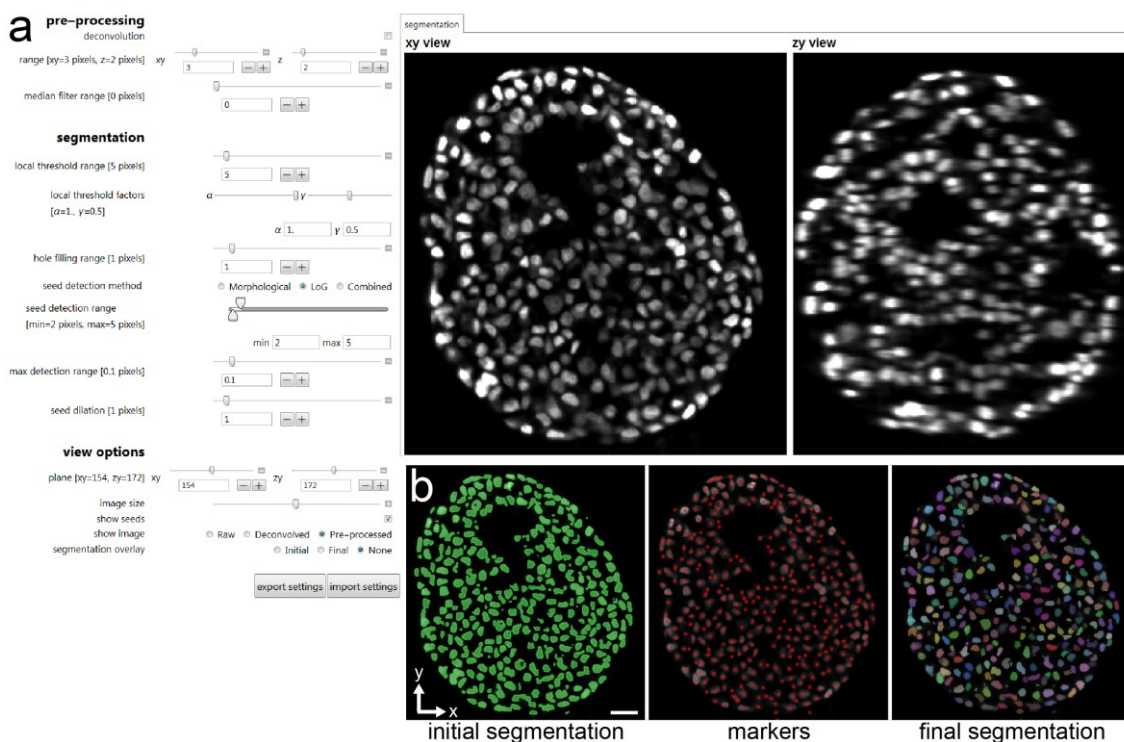 a
pre-processing
deconvolution
range [xy=3 pixels, z=2 pixels] xy z
3 − + 2 − +
median filter range [0 pixels]
0 − +
segmentation
local threshold range [5 pixels]
5 − +
local threshold factors α γ
[α=1., γ=0.5]
α 1. γ 0.5
hole filling range [1 pixels]
1 − +
seed detection method Morphological LoG Combined
seed detection range
[min=2 pixels, max=5 pixels]
min 2 max 5
max detection range [0.1 pixels]
0.1 − +
seed dilation [1 pixels]
1 − +
view options
plane [xy=154, zy=172] xy zy
154 − + 172 − +
image size
show seeds
show image Raw Deconvolved Pre-processed
segmentation overlay Initial Final None
export settings import settings
segmentation
xy view zy view
b
y
x
initial segmentation markers final segmentation